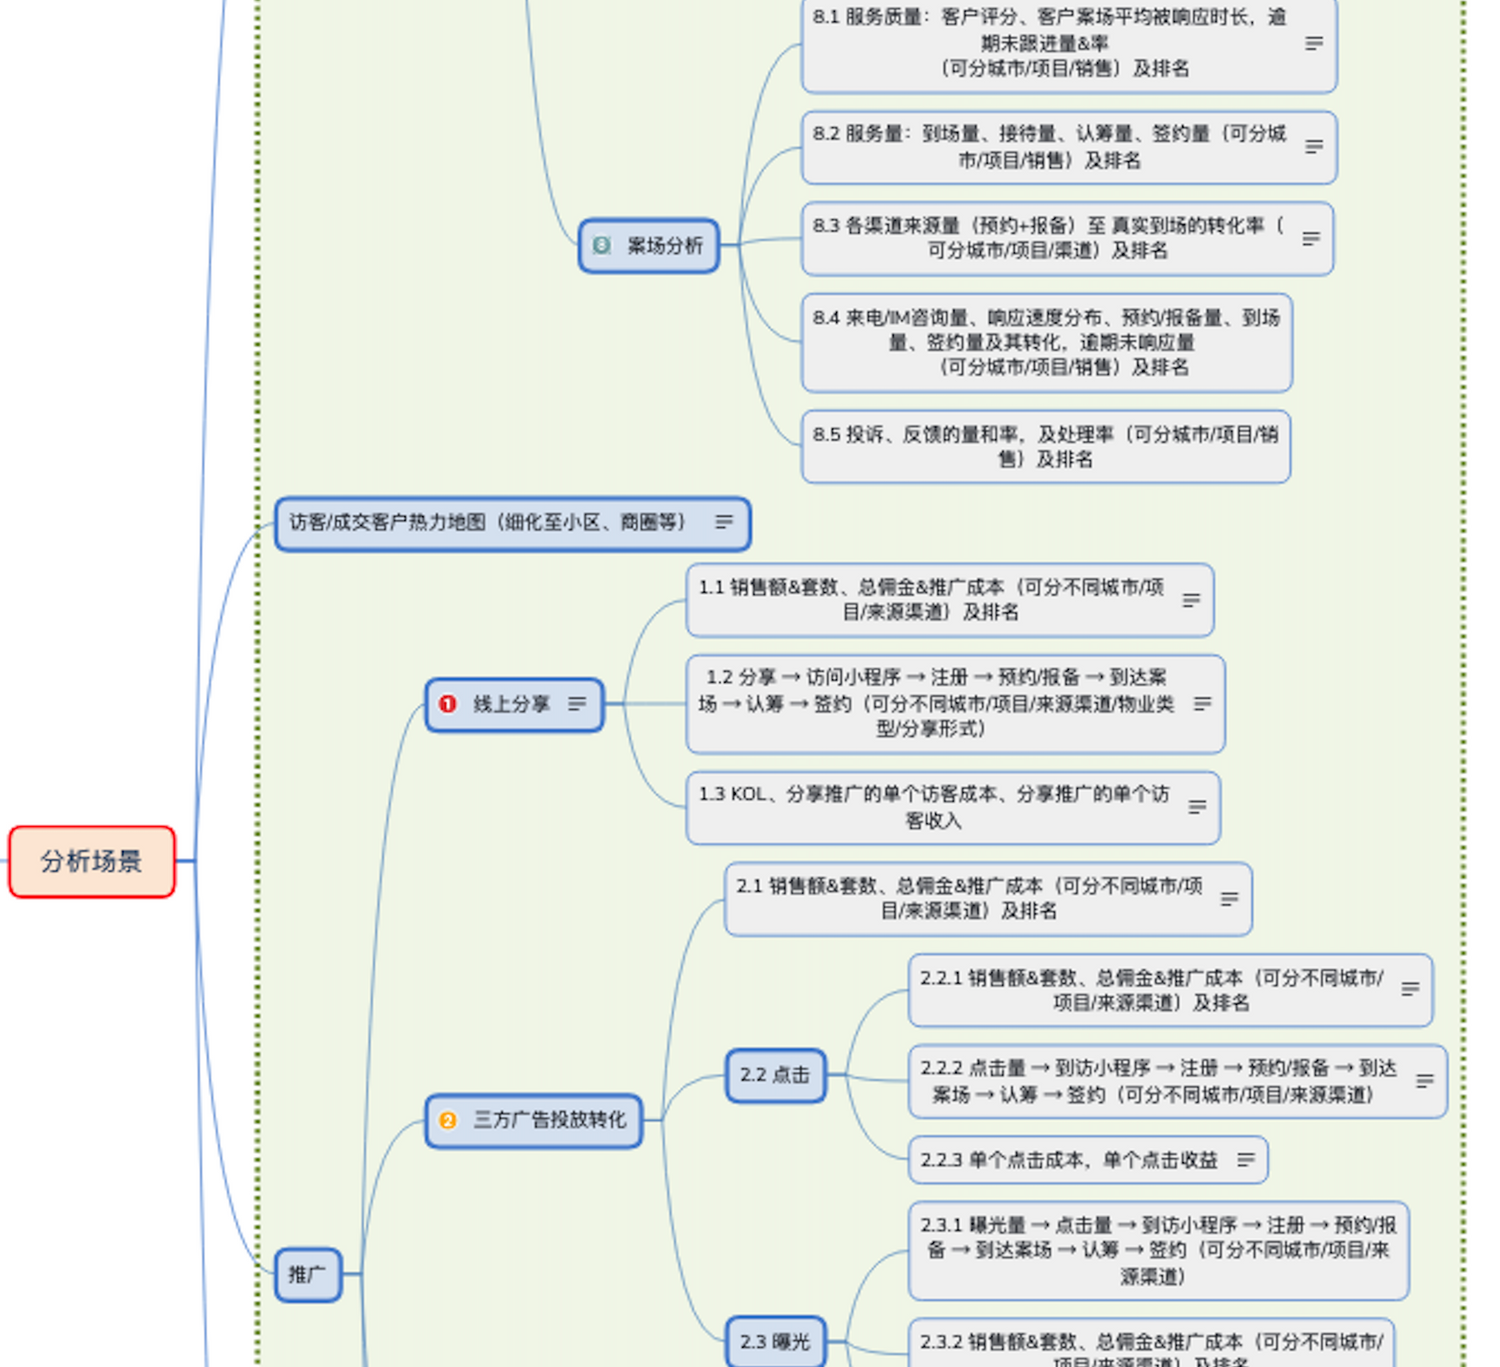 8.1 服务质量：客户评分、客户案场平均被响应时长，逾
期未跟进量&率
（可分城市/项目/销售）及排名
8.2 服务量：到场量、接待量、认筹量、签约量（可分城
市/项目/销售）及排名
8 案场分析
8.3 各渠道来源量（预约+报备）至 真实到场的转化率（
可分城市/项目/渠道）及排名
8.4 来电/IM咨询量、响应速度分布、预约/报备量、到场
量、签约量及其转化，逾期未响应量
（可分城市/项目/销售）及排名
8.5 投诉、反馈的量和率，及处理率（可分城市/项目/销
售）及排名
访客/成交客户热力地图（细化至小区、商圈等）
1.1 销售额&套数、总佣金&推广成本（可分不同城市/项
目/来源渠道）及排名
1 线上分享
1.2 分享 → 访问小程序 → 注册 → 预约/报备 → 到达案
场 → 认筹 → 签约（可分不同城市/项目/来源渠道/物业类
型/分享形式）
1.3 KOL、分享推广的单个访客成本、分享推广的单个访
客收入
分析场景
2.1 销售额&套数、总佣金&推广成本（可分不同城市/项
目/来源渠道）及排名
2.2.1 销售额&套数、总佣金&推广成本（可分不同城市/
项目/来源渠道）及排名
2.2 点击
2.2.2 点击量 → 到访小程序 → 注册 → 预约/报备 → 到达
案场 → 认筹 → 签约（可分不同城市/项目/来源渠道）
2 三方广告投放转化
2.2.3 单个点击成本，单个点击收益
2.3.1 曝光量 → 点击量 → 到访小程序 → 注册 → 预约/报
备 → 到达案场 → 认筹 → 签约（可分不同城市/项目/来
源渠道）
推广
2.3 曝光
2.3.2 销售额&套数、总佣金&推广成本（可分不同城市/
项目/来源渠道）及排名